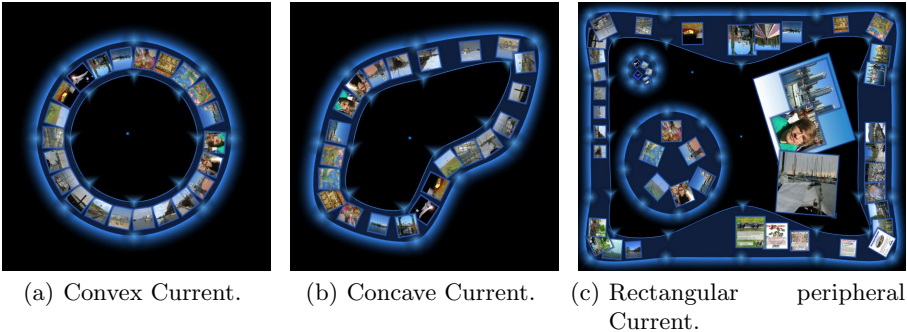 (a) Convex Current.
(b) Concave Current.
(c) Rectangular peripheral
Current.